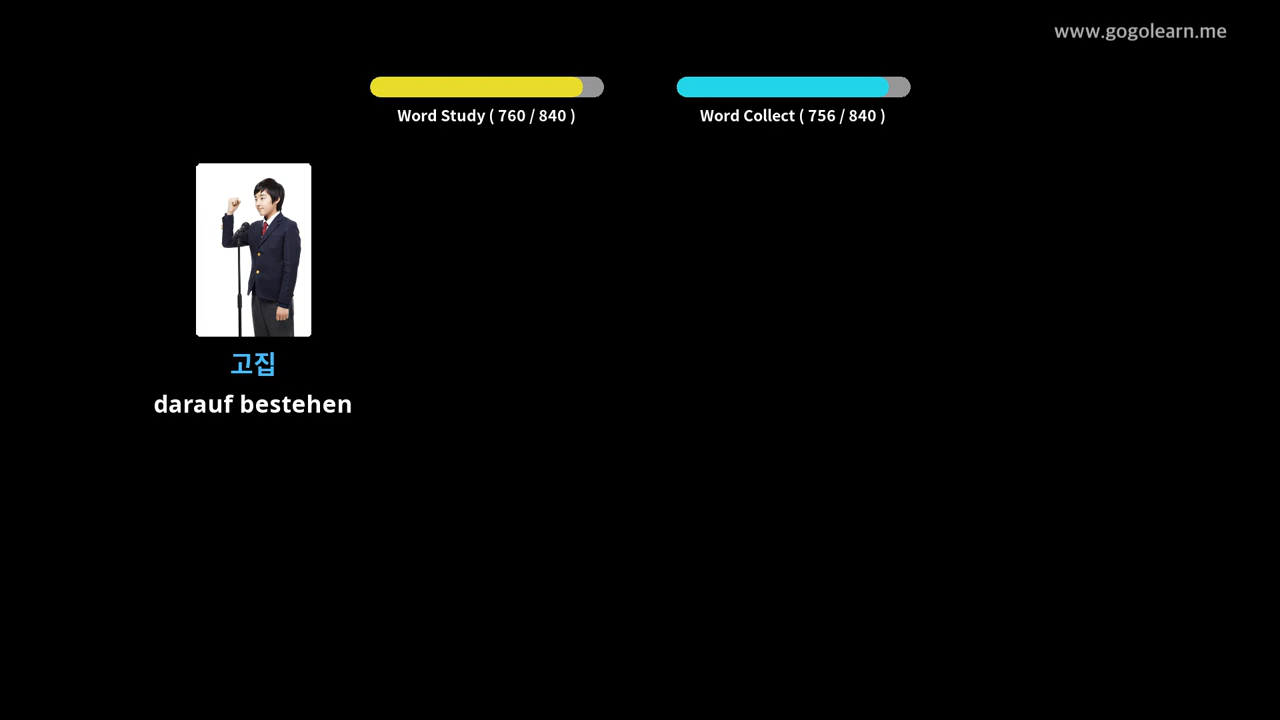 www.gogolearn.me
Word Study ( 760 / 840 )
Word Collect ( 756 / 840 )
고집
darauf bestehen